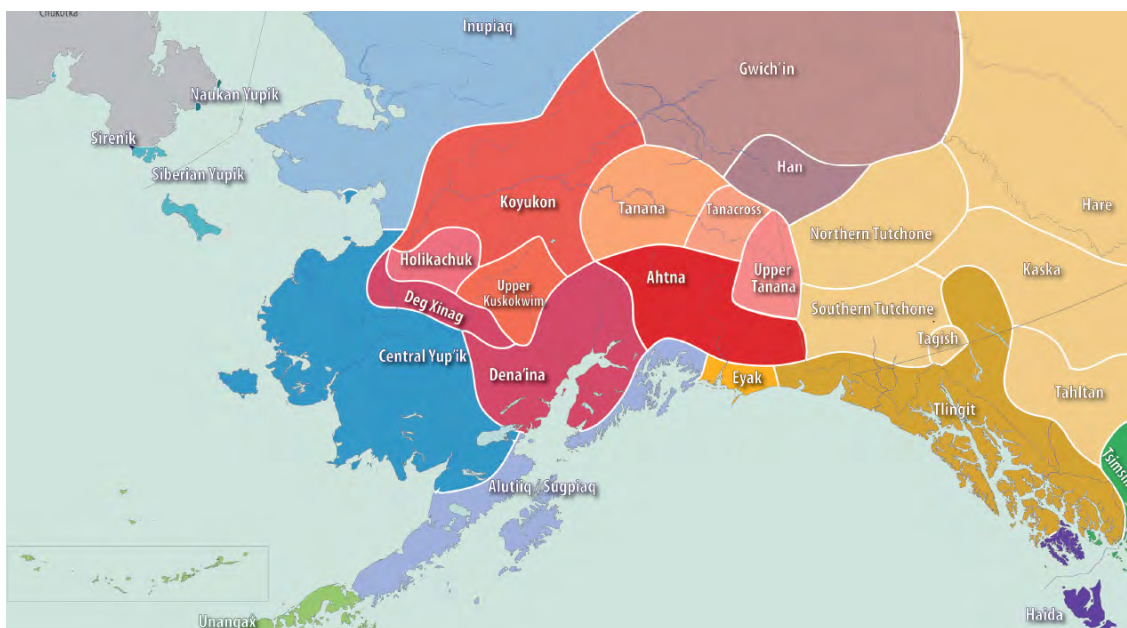 Chukotka
Inupiaq
Gwich'in
Naukan Yupik
Sirenik
Siberian Yupik
Han
Koyukon
Tanana
Tanacross
Hare
Northern Tutchone
Holikachuk
Upper
Kuskokwim
Ahtna
Upper
Tanana
Kaska
Deg Xinag
Southern Tutchone
Tagish
Central Yup'ik
Dena'ina
Eyak
Tahltan
Tlingit
Alutiiq / Sugpiaq
Unangax̂
Haida